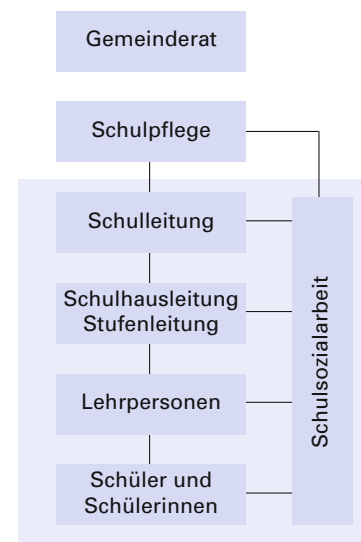 Gemeinderat
Schulpflege
Schulleitung
Schulhausleitung
Stufenleitung
Lehrpersonen
Schüler und
Schülerinnen
Schulsozialarbeit